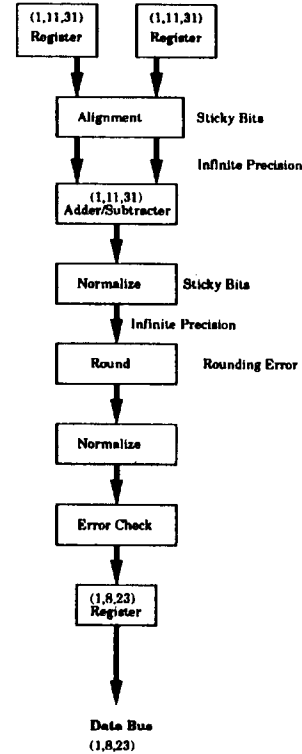 (1,11,31)
Register
(1,11,31)
Register
Alignment
Sticky Bits
Infinite Precision
(1,11,31)
Adder/Subtracter
Normalize
Sticky Bits
Infinite Precision
Round
Rounding Error
Normalize
Error Check
(1,8,23)
Register
Data Bus
(1,8,23)